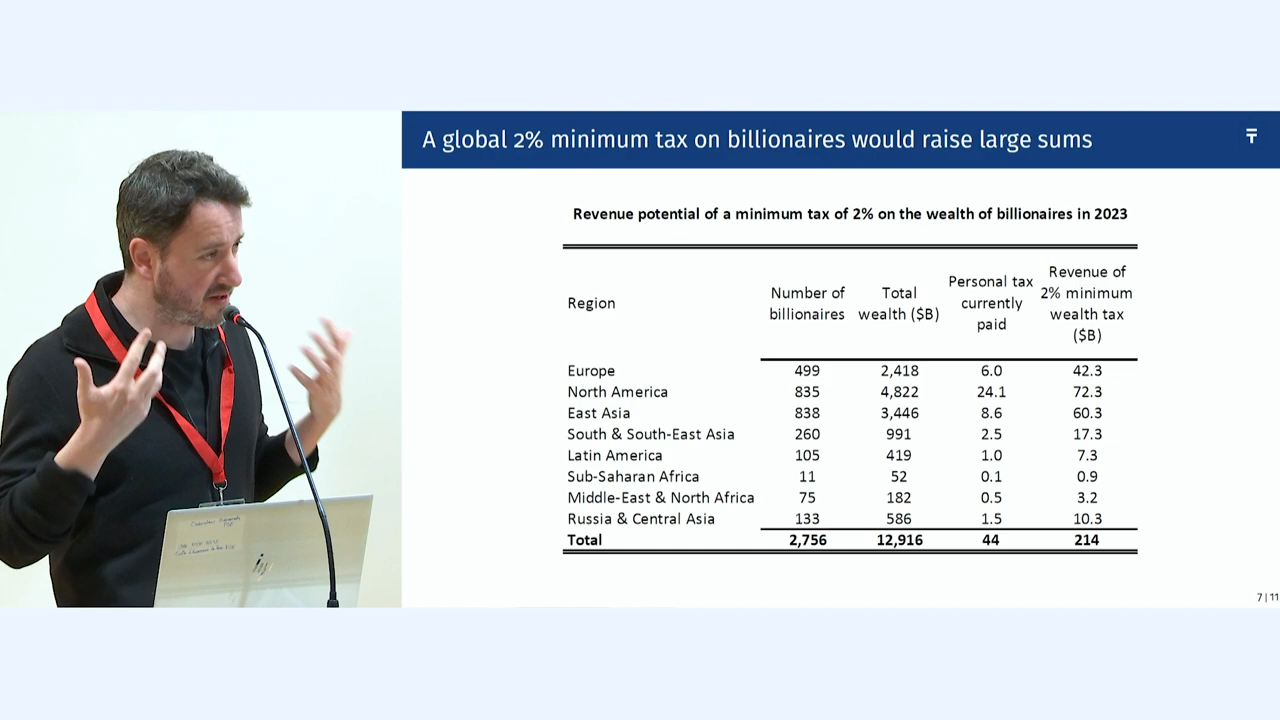 A global 2% minimum tax on billionaires would raise large sums
Revenue potential of a minimum tax of 2% on the wealth of billionaires in 2023
Region Number of billionaires Total wealth ($B) Personal tax currently paid Revenue of 2% minimum wealth tax ($B)
Europe 499 2,418 6.0 42.3
North America 835 4,822 24.1 72.3
East Asia 838 3,446 8.6 60.3
South & South-East Asia 260 991 2.5 17.3
Latin America 105 419 1.0 7.3
Sub-Saharan Africa 11 52 0.1 0.9
Middle-East & North Africa 75 182 0.5 3.2
Russia & Central Asia 133 586 1.5 10.3
Total 2,756 12,916 44 214
7 | 11